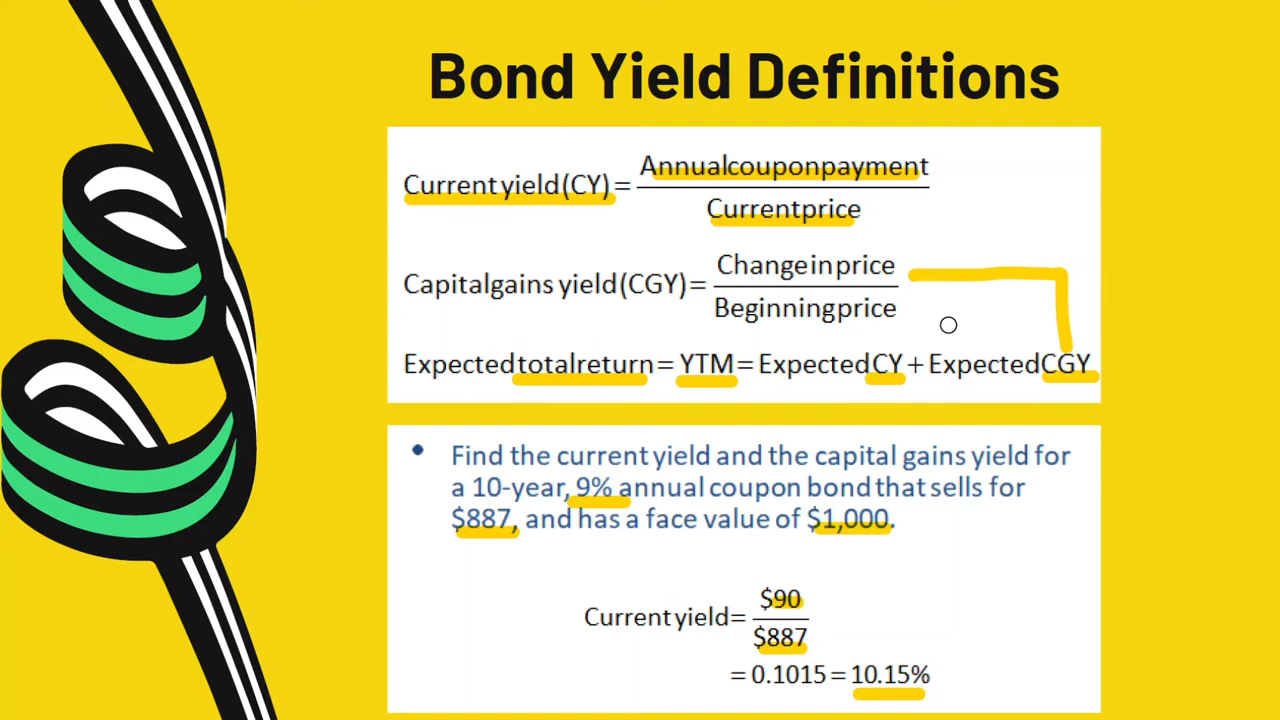 Bond Yield Definitions
Current yield (CY) = Annualcouponpayment
Currentprice
Capitalgains yield (CGY) = Changeinprice
Beginningprice
Expectedtotalreturn = YTM = ExpectedCY + ExpectedCGY
• Find the current yield and the capital gains yield for
a 10-year, 9% annual coupon bond that sells for
$887, and has a face value of $1,000.
Currentyield = $90
$887
= 0.1015 = 10.15%